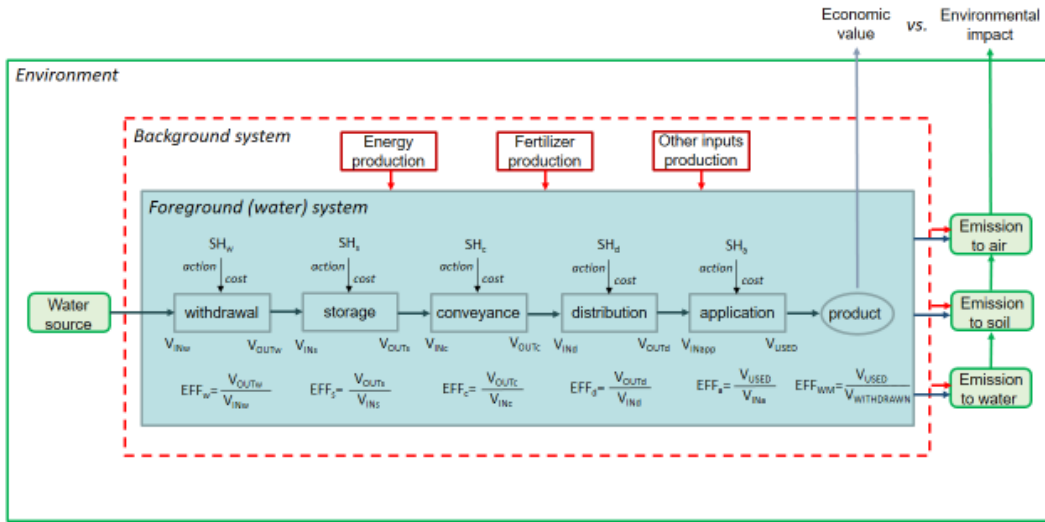 Economic value
vs.
Environmental impact
Environment
Background system
Energy production
Fertilizer production
Other inputs production
Foreground (water) system
SHw SHs SHc SHd SHa
action cost action cost action cost action cost action cost
Water source
withdrawal storage conveyance distribution application product
VINw VOUTw VINs VOUTs VINc VOUTc VINd VOUTd VINapp VUSED
EFFw= VOUTw / VINw
EFFs= VOUTs / VINs
EFFc= VOUTc / VINc
EFFd= VOUTd / VINd
EFFa= VUSED / VINa
EFFWM= VUSED / VWITHDRAWN
Emission to air
Emission to soil
Emission to water